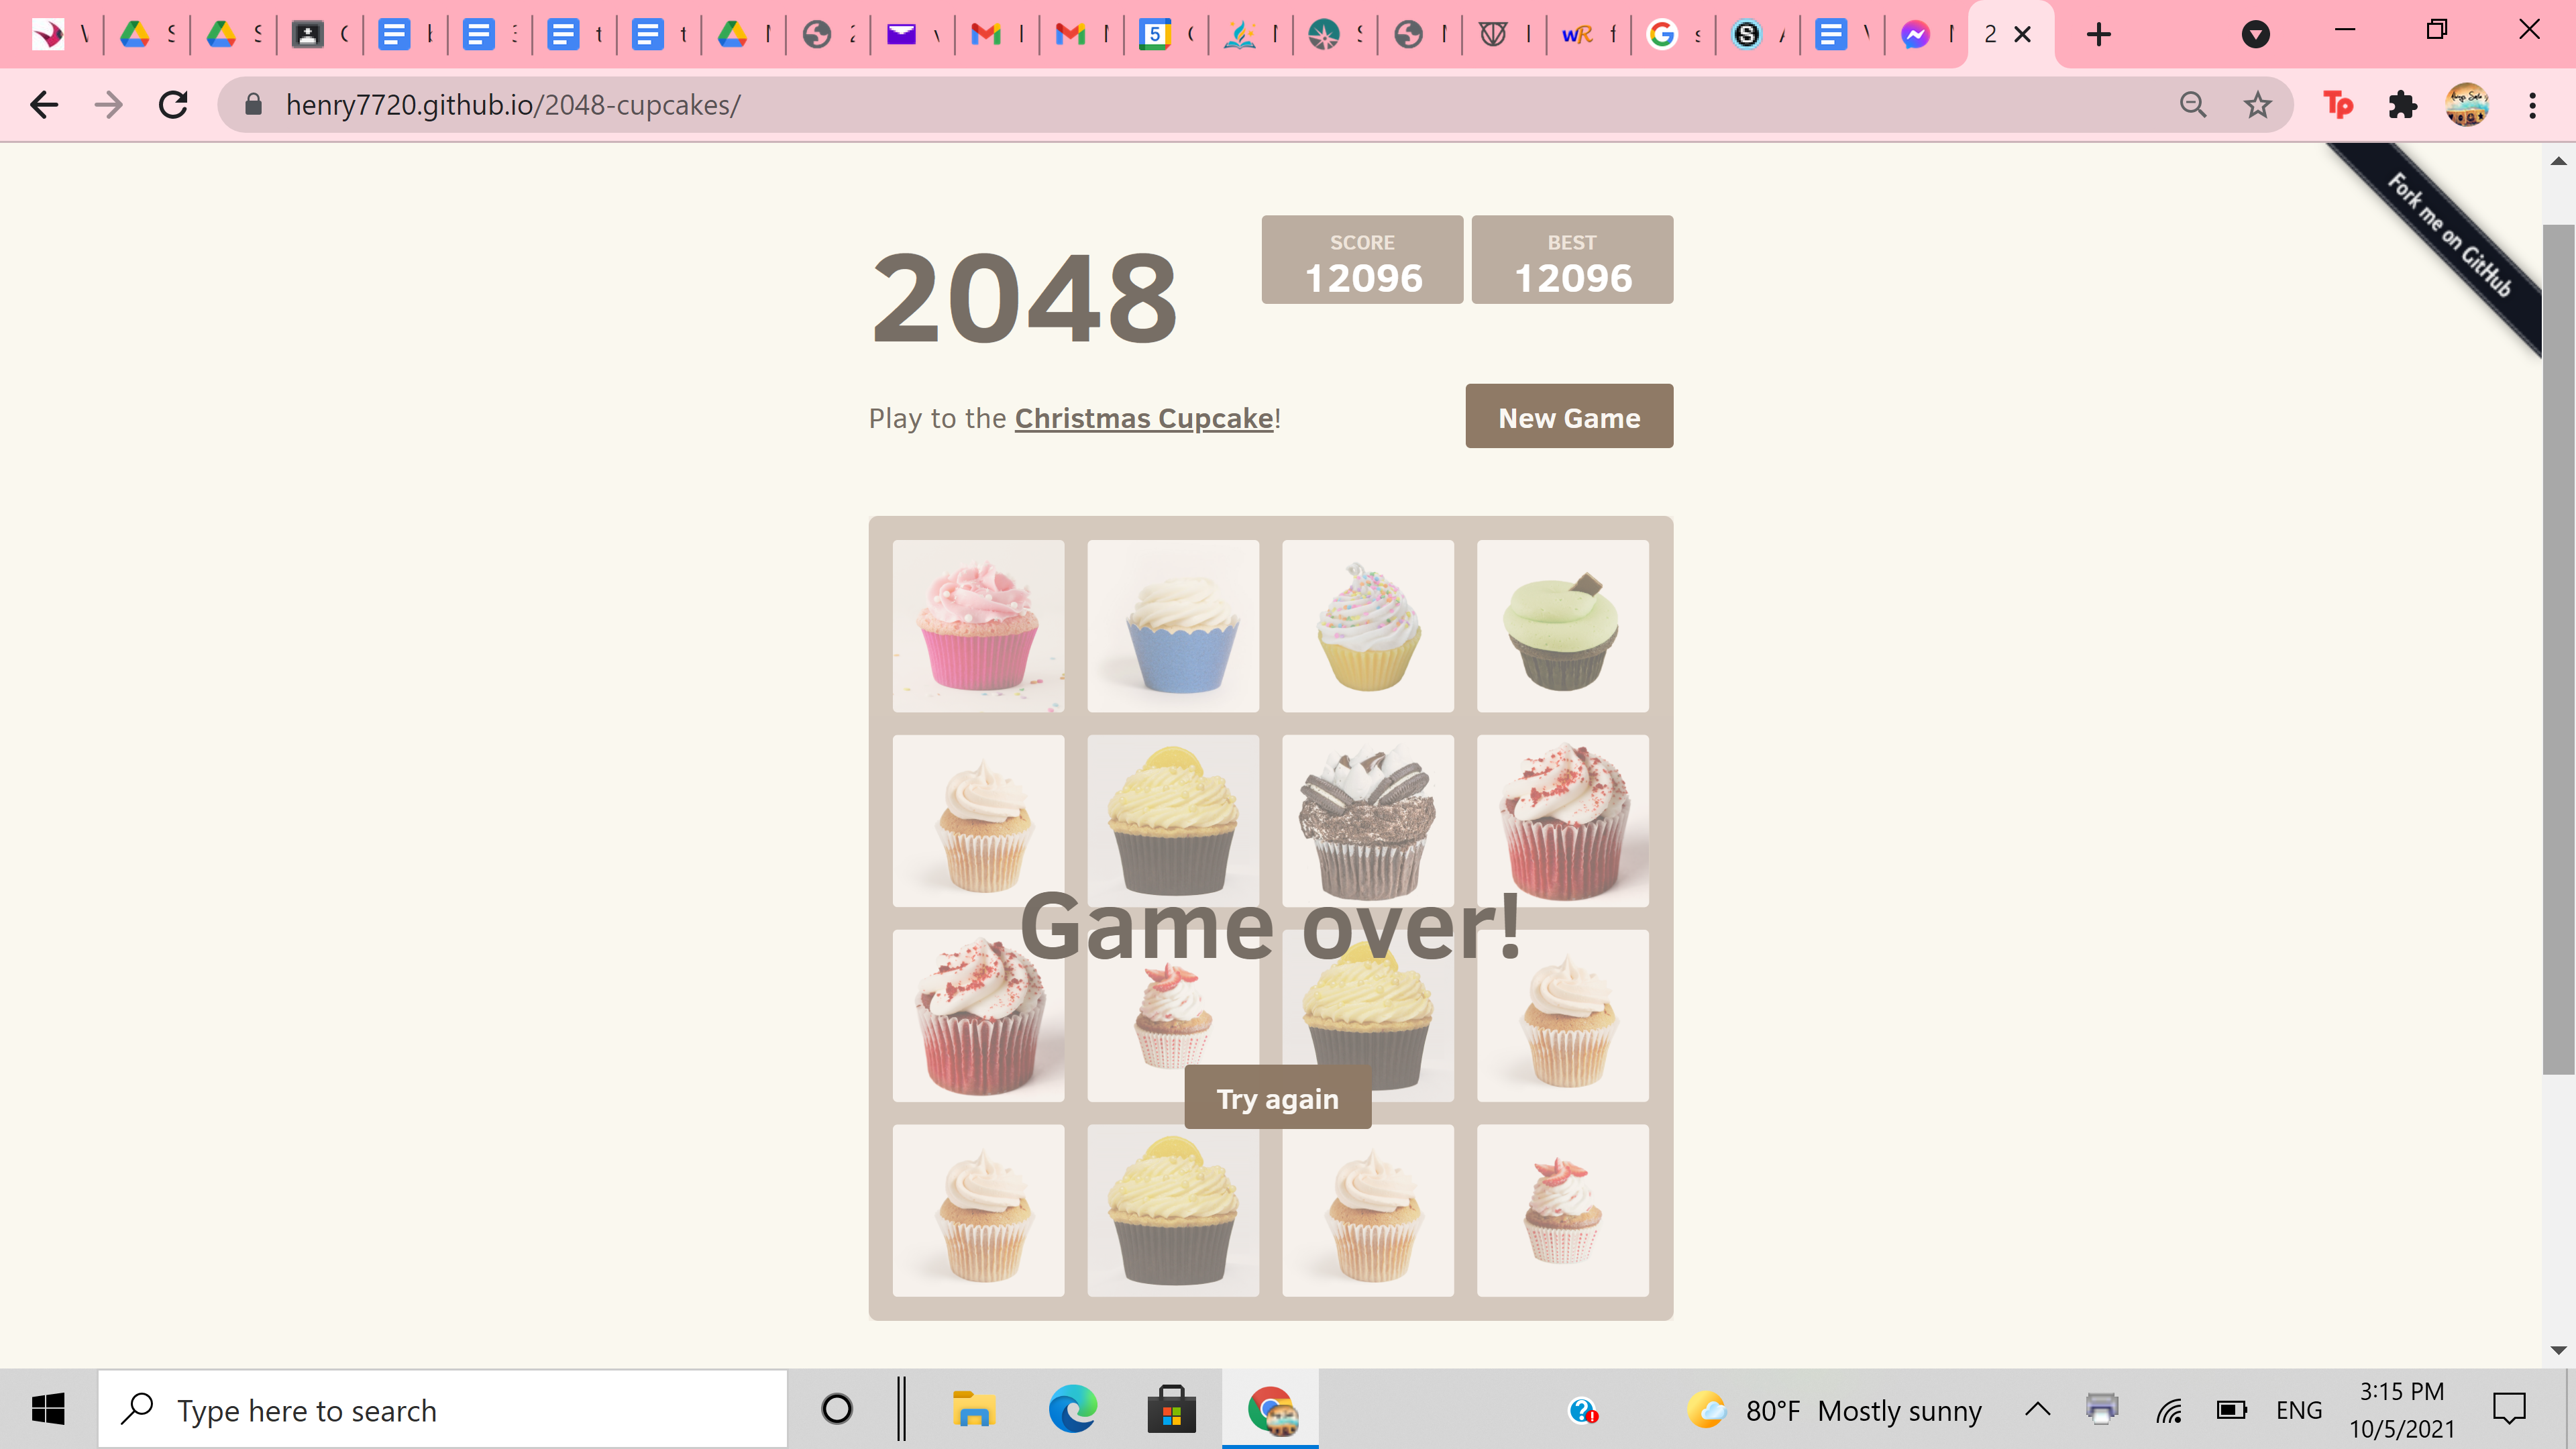 henry7720.github.io/2048-cupcakes/
Fork me on GitHub
2048
SCORE
12096
BEST
12096
Play to the Christmas Cupcake!
New Game
Game over!
Try again
Type here to search
80°F Mostly sunny
ENG
3:15 PM
10/5/2021